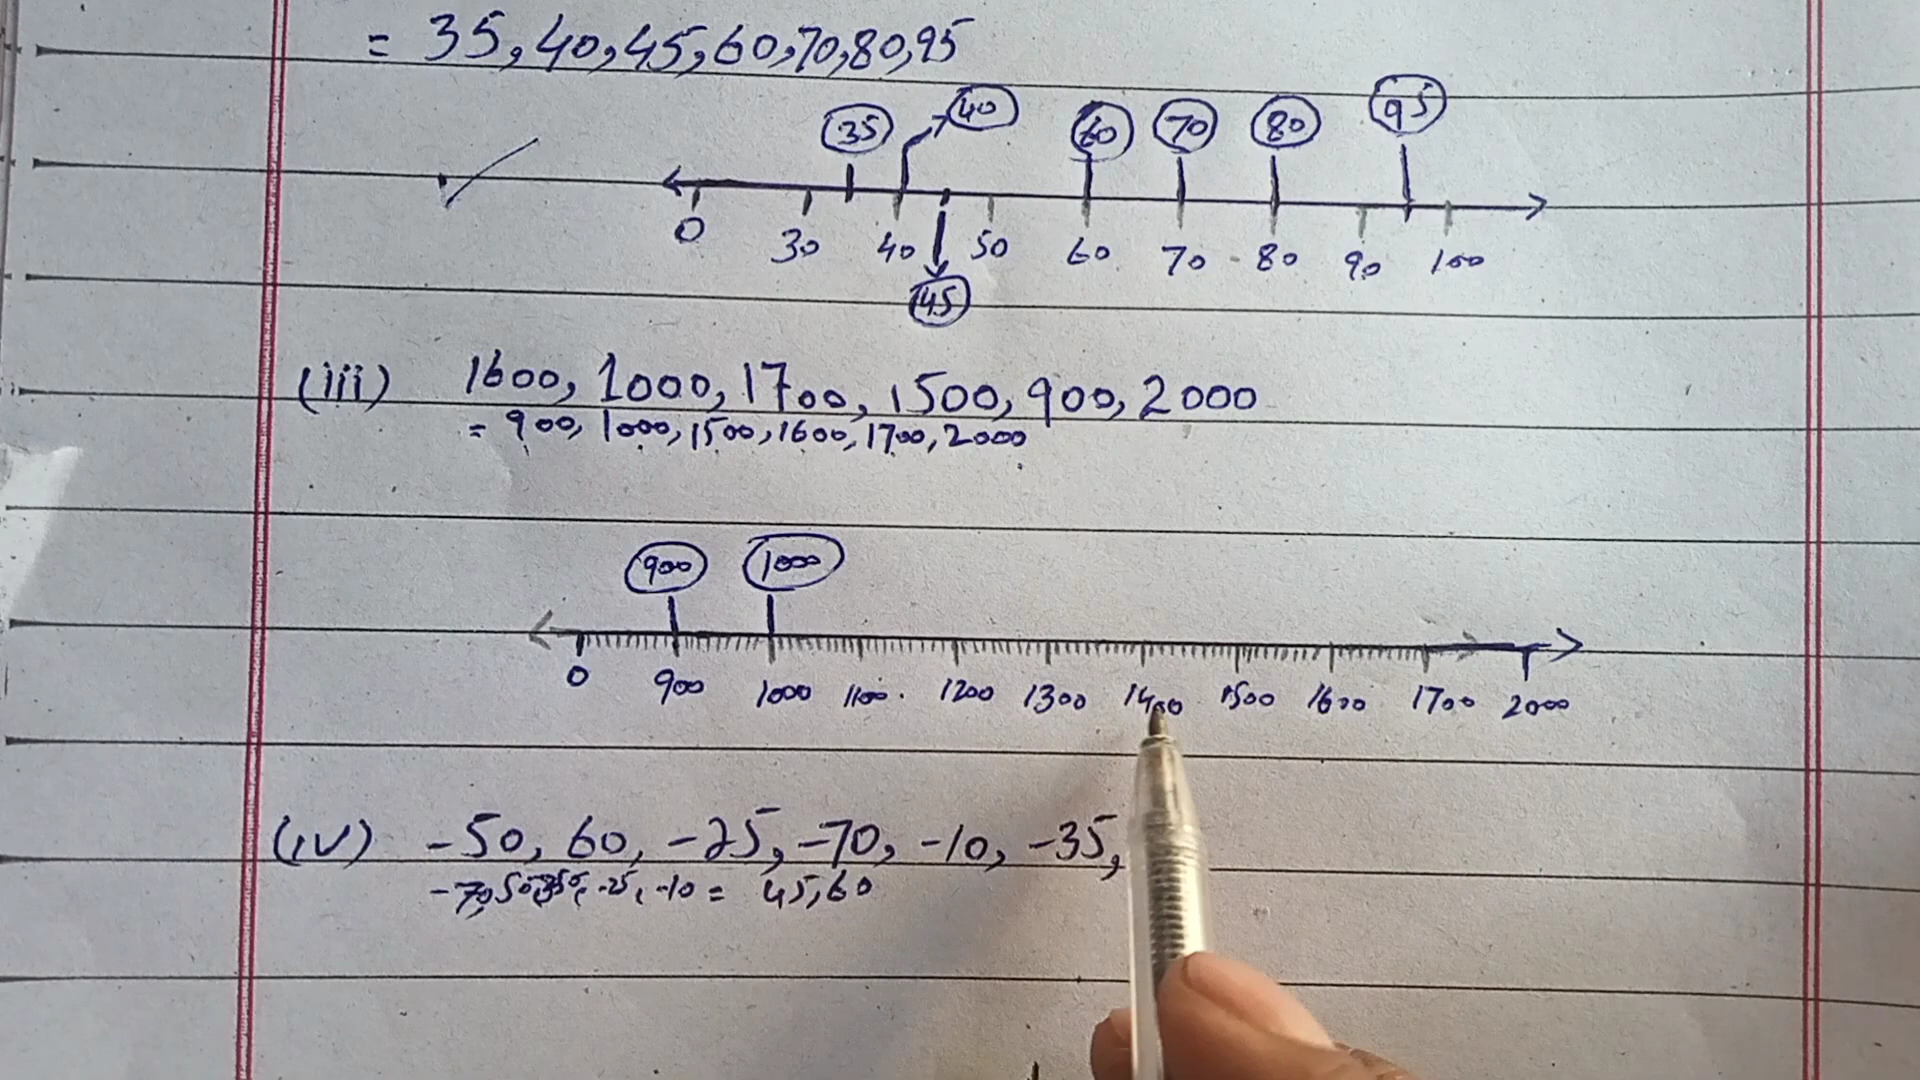 = 35, 40, 45, 60, 70, 80, 95
35 40 60 70 80 95
0 30 40 50 60 70 80 90 100
45
(iii) 1600, 1000, 1700, 1500, 900, 2000
= 900, 1000, 1500, 1600, 1700, 2000
900 1000
0 900 1000 1100 1200 1300 1400 1500 1600 1700 2000
(iv) -50, 60, -25, -70, -10, -35,
-70, -25, -10 = 45, 60